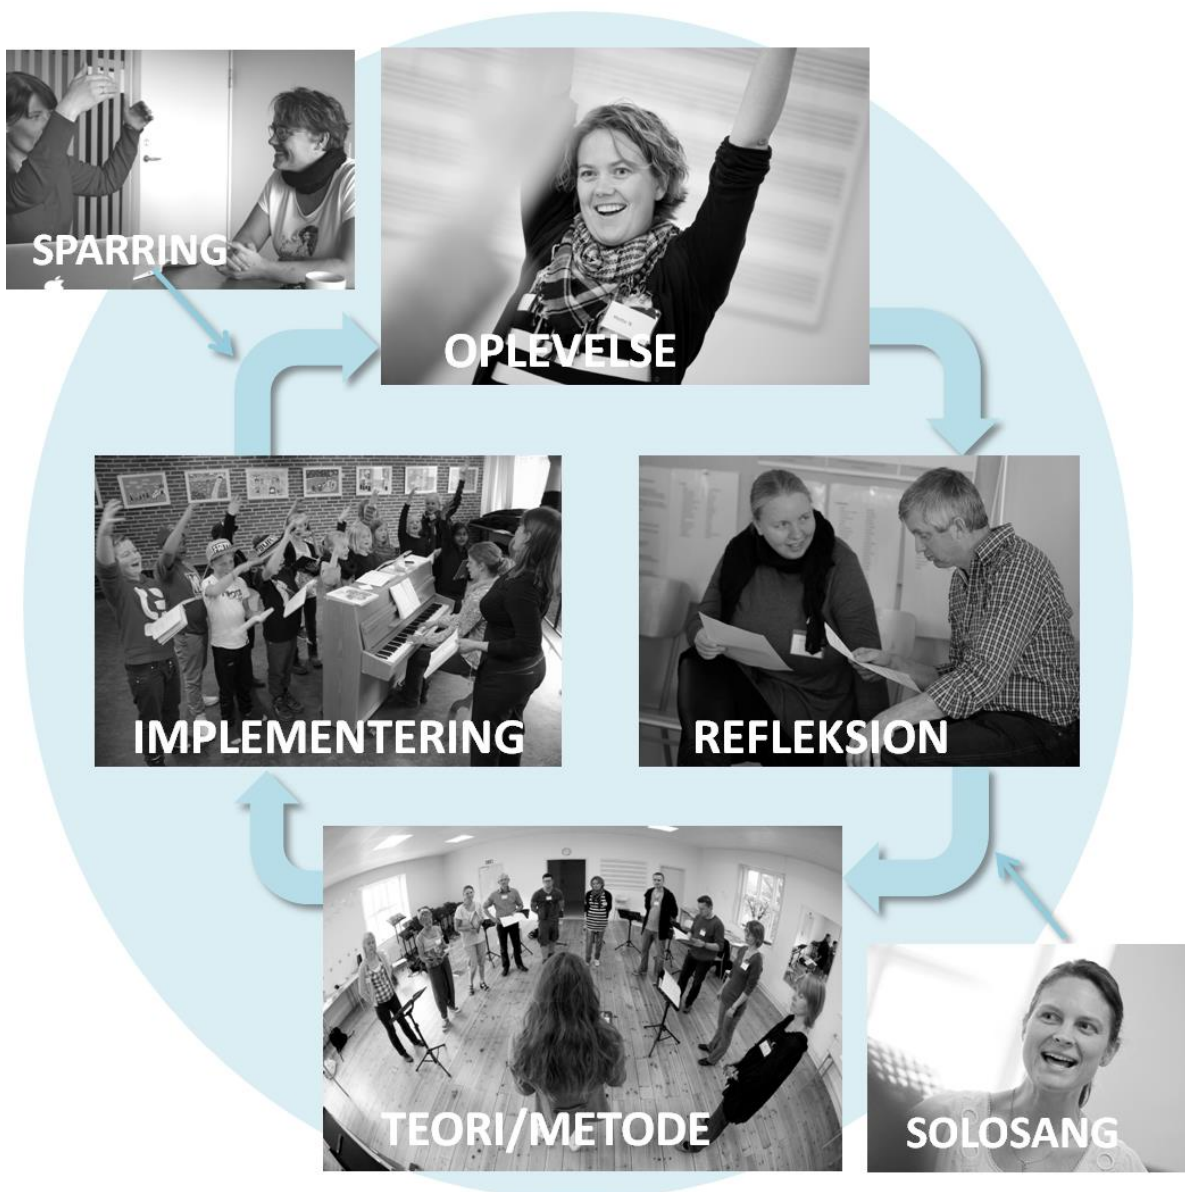 SPARRING
OPLEVELSE
IMPLEMENTERING
REFLEKSION
TEORI/METODE
SOLOSANG